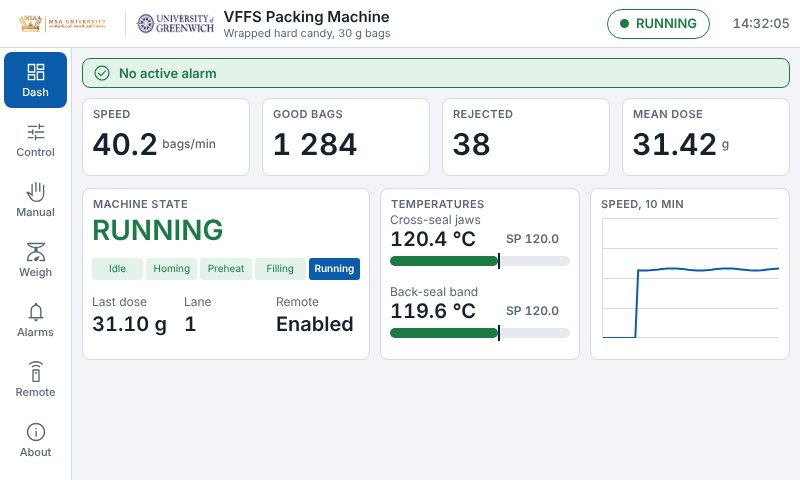 MSA UNIVERSITY
UNIVERSITY
of
GREENWICH
VFFS Packing Machine
Wrapped hard candy, 30 g bags
RUNNING
14:32:05
Dash
Control
Manual
Weigh
Alarms
Remote
About
No active alarm
SPEED
40.2 bags/min
GOOD BAGS
1 284
REJECTED
38
MEAN DOSE
31.42 g
MACHINE STATE
RUNNING
Idle
Homing
Preheat
Filling
Running
Last dose
31.10 g
Lane
1
Remote
Enabled
TEMPERATURES
Cross-seal jaws
120.4 °C
SP 120.0
Back-seal band
119.6 °C
SP 120.0
SPEED, 10 MIN